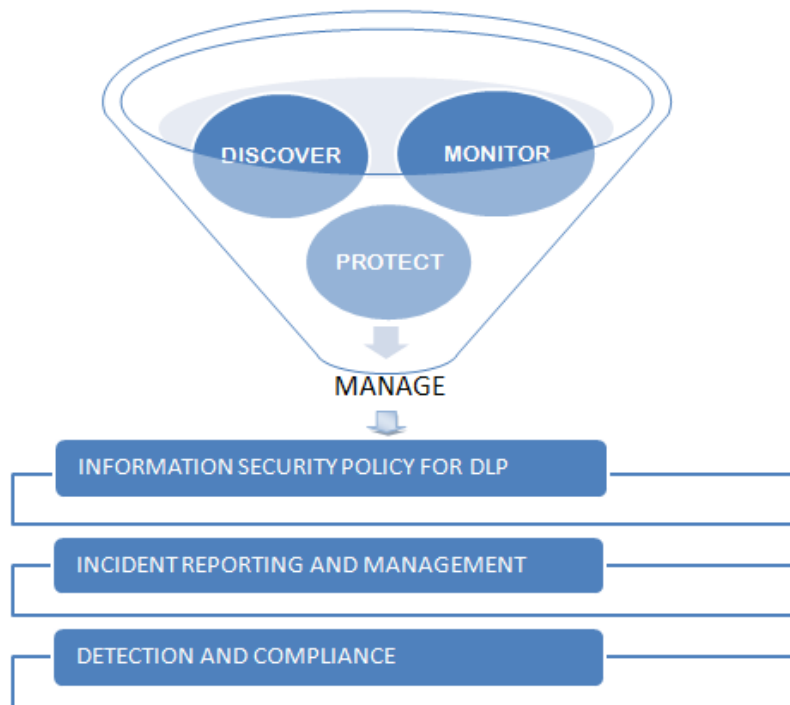 DISCOVER
MONITOR
PROTECT
MANAGE
INFORMATION SECURITY POLICY FOR DLP
INCIDENT REPORTING AND MANAGEMENT
DETECTION AND COMPLIANCE